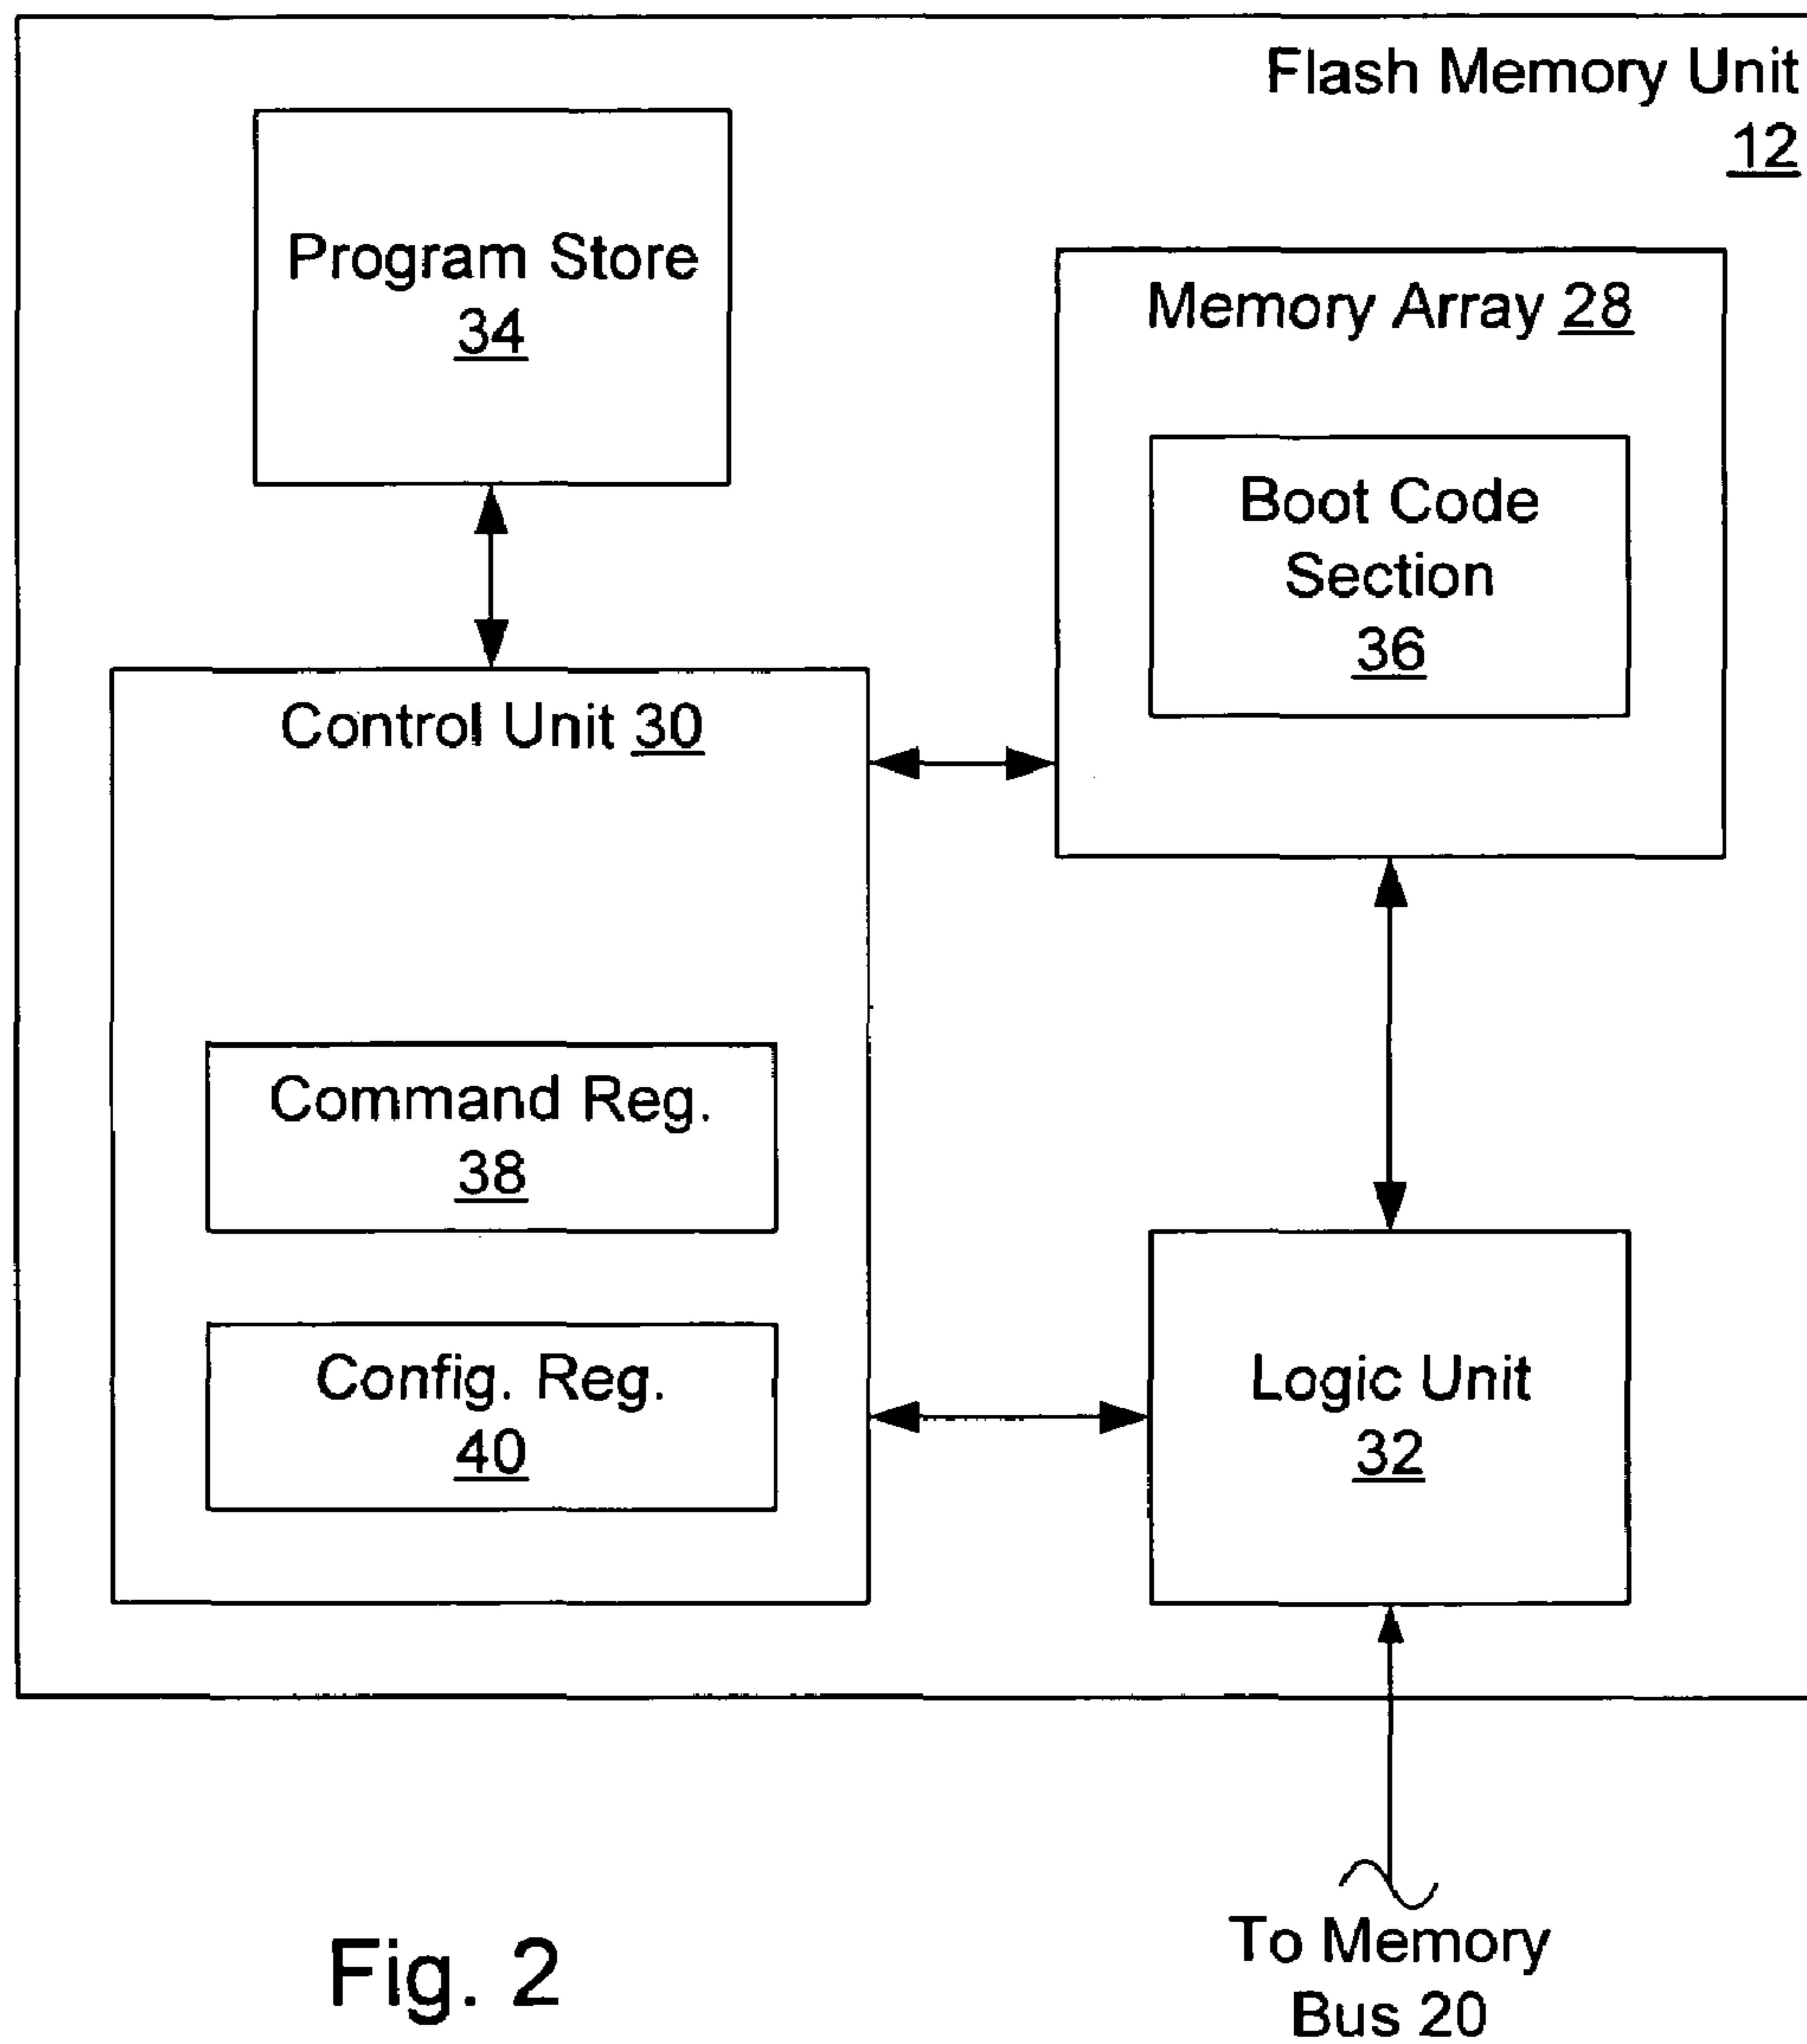 Flash Memory Unit
12
Program Store
34
Memory Array 28
Boot Code
Section
36
Control Unit 30
Command Reg.
38
Config. Reg.
40
Logic Unit
32
To Memory
Bus 20
Fig. 2